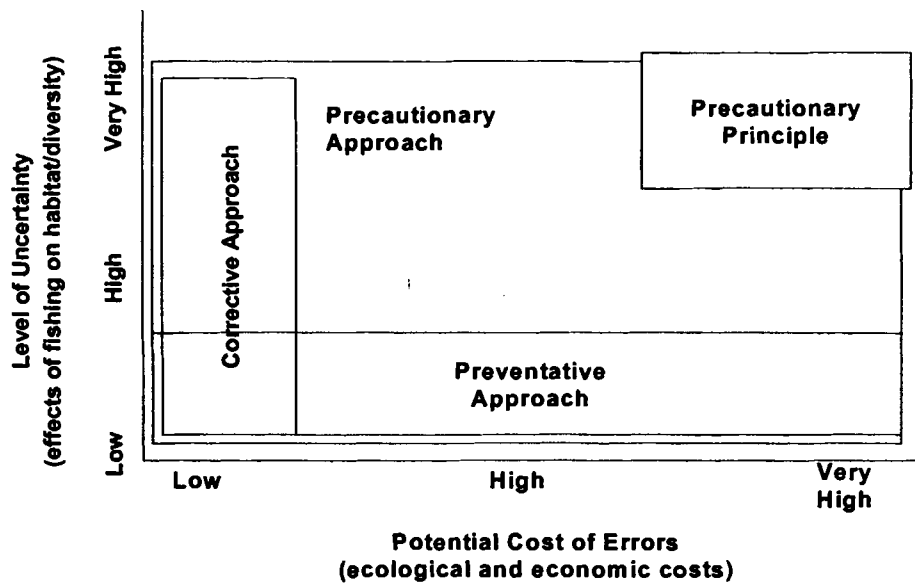 Level of Uncertainty
(effects of fishing on habitat/diversity)
Very High
High
Low
Corrective Approach
Precautionary
Approach
Precautionary
Principle
Preventative
Approach
Low
High
Very
High
Potential Cost of Errors
(ecological and economic costs)